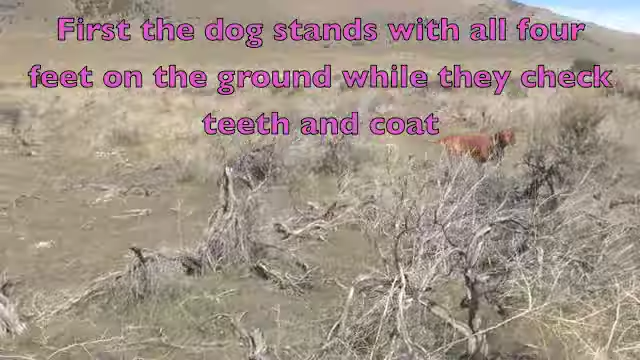 First the dog stands with all four
feet on the ground while they check
teeth and coat